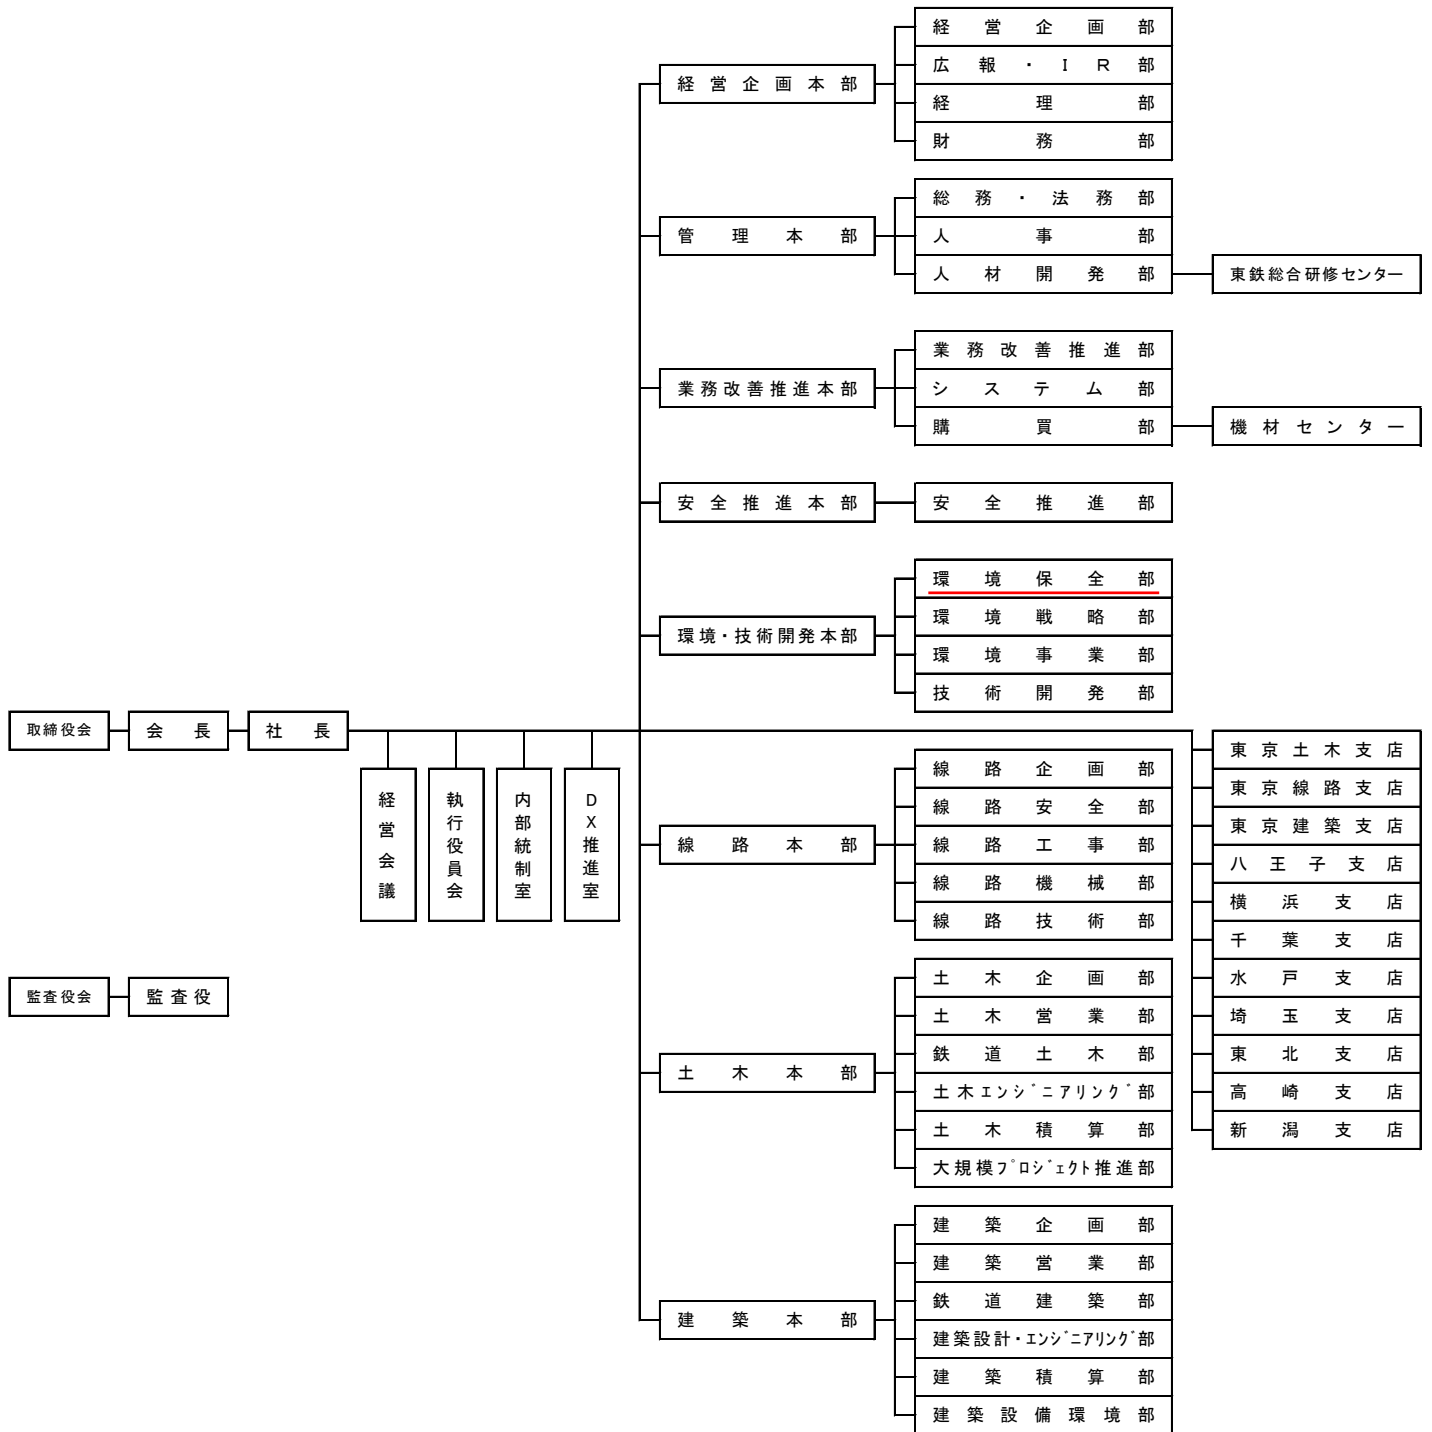 経営企画本部
経営企画部
広報・IR部
経理部
財務部
管理本部
総務・法務部
人事部
人材開発部
東鉄総合研修センター
業務改善推進本部
業務改善推進部
システム部
購買部
機材センター
安全推進本部
安全推進部
環境・技術開発本部
環境保全部
環境戦略部
環境事業部
技術開発部
取締役会
会長
社長
経営会議
執行役員会
内部統制室
DX推進室
監査役会
監査役
線路本部
線路企画部
線路安全部
線路工事部
線路機械部
線路技術部
土木本部
土木企画部
土木営業部
鉄道土木部
土木ｴﾝｼﾞﾆｱﾘﾝｸﾞ部
土木積算部
大規模ﾌﾟﾛｼﾞｪｸﾄ推進部
建築本部
建築企画部
建築営業部
鉄道建築部
建築設計・ｴﾝｼﾞﾆｱﾘﾝｸﾞ部
建築積算部
建築設備環境部
東京土木支店
東京線路支店
東京建築支店
八王子支店
横浜支店
千葉支店
水戸支店
埼玉支店
東北支店
高崎支店
新潟支店